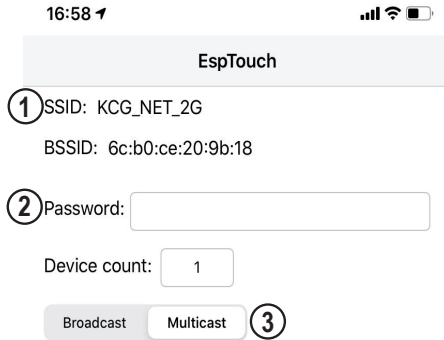 16:58
EspTouch
1 SSID: KCG_NET_2G
BSSID: 6c:b0:ce:20:9b:18
2 Password:
Device count: 1
Broadcast Multicast 3